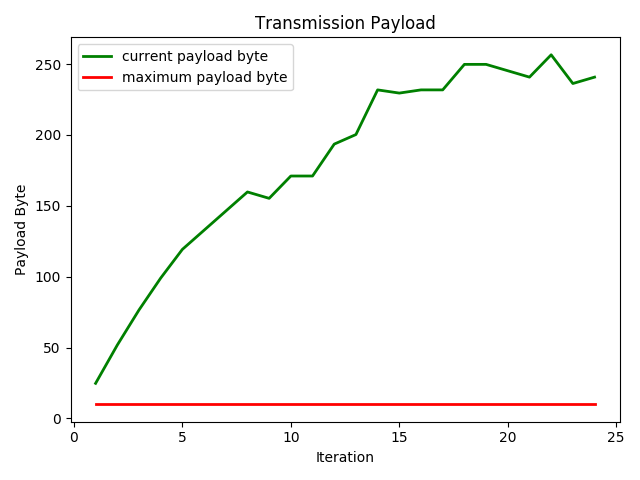 Transmission Payload
current payload byte
maximum payload byte
250
200
150
100
50
0
Payload Byte
0 5 10 15 20 25
Iteration